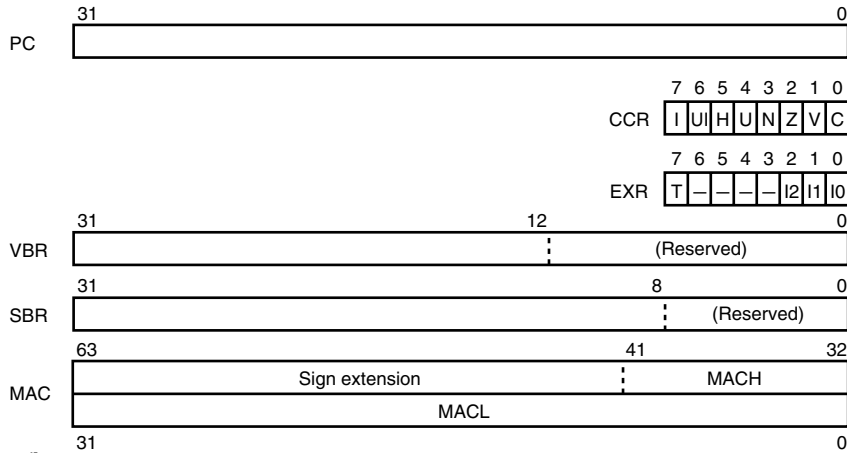 31 0
PC
7 6 5 4 3 2 1 0
CCR I UI H U N Z V C
7 6 5 4 3 2 1 0
EXR T — — — — I2 I1 I0
31 12 0
VBR (Reserved)
31 8 0
SBR (Reserved)
63 41 32
MAC Sign extension MACH
MACL
31 0